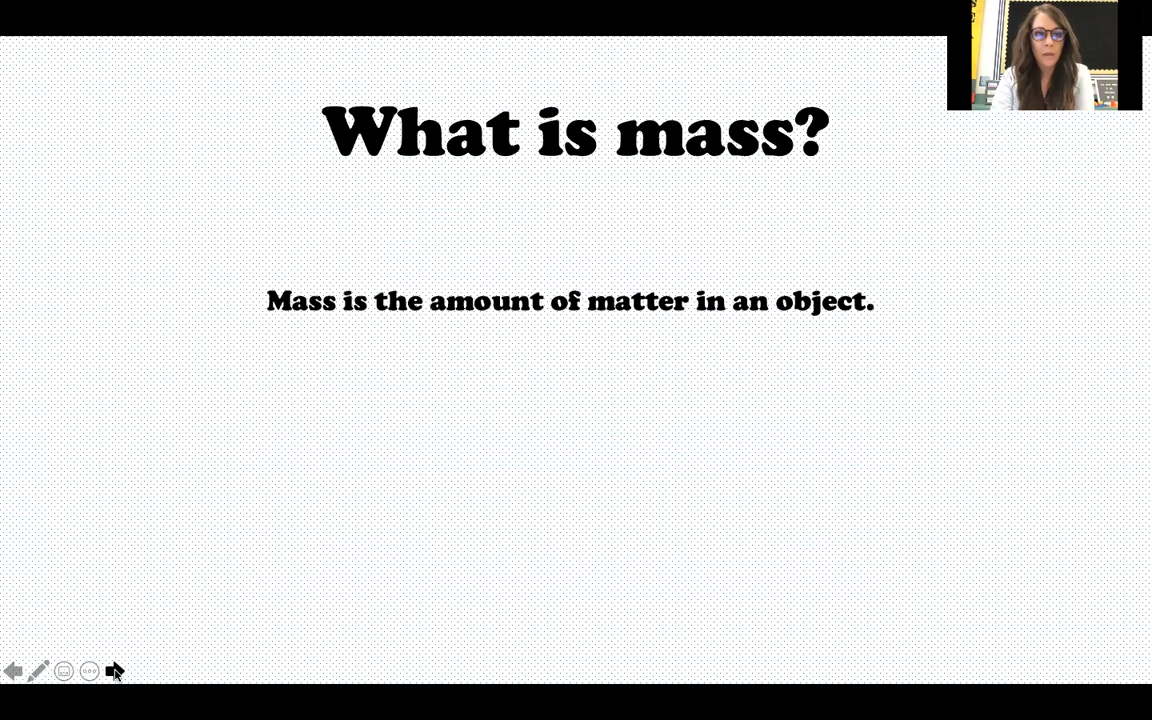 What is mass?
Mass is the amount of matter in an object.